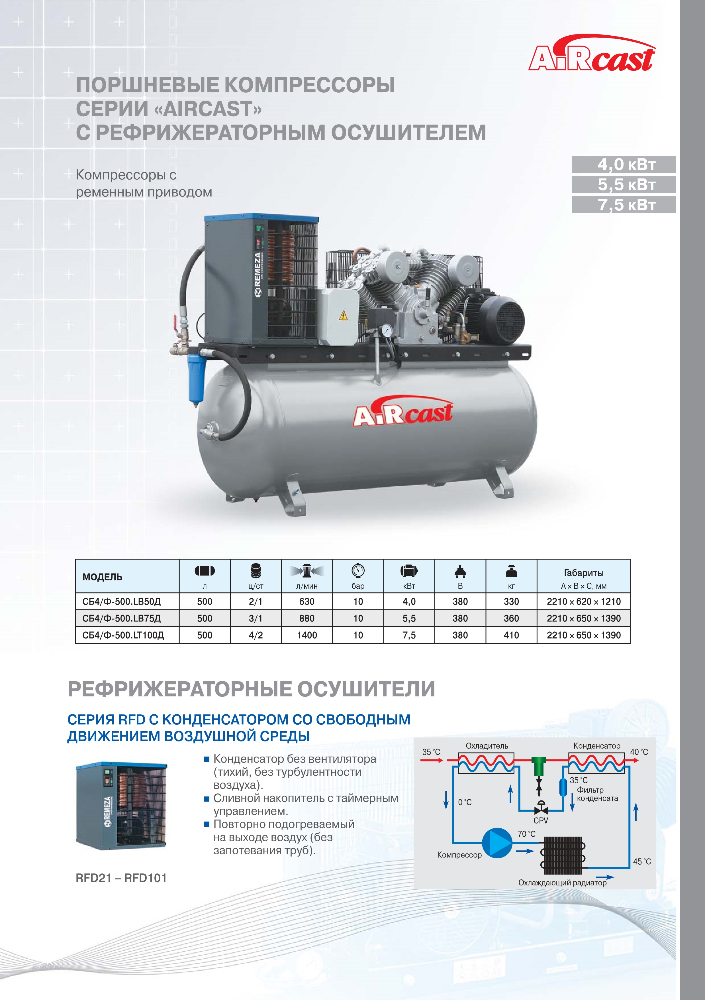 AiRcast
ПОРШНЕВЫЕ КОМПРЕССОРЫ
СЕРИИ «AIRCAST»
С РЕФРИЖЕРАТОРНЫМ ОСУШИТЕЛЕМ
Компрессоры с
ременным приводом
4,0 кВт
5,5 кВт
7,5 кВт
REMEZA
AIR COMPRESSORS
AiRcast
МОДЕЛЬ л ц/ст л/мин бар кВт В кг Габариты
А × В × С, мм
СБ4/Ф-500.LB50Д 500 2/1 630 10 4,0 380 330 2210 × 620 × 1210
СБ4/Ф-500.LB75Д 500 3/1 880 10 5,5 380 360 2210 × 650 × 1390
СБ4/Ф-500.LT100Д 500 4/2 1400 10 7,5 380 410 2210 × 650 × 1390
РЕФРИЖЕРАТОРНЫЕ ОСУШИТЕЛИ
СЕРИЯ RFD С КОНДЕНСАТОРОМ СО СВОБОДНЫМ
ДВИЖЕНИЕМ ВОЗДУШНОЙ СРЕДЫ
REMEZA
AIR COMPRESSORS
RFD21 – RFD101
Конденсатор без вентилятора
(тихий, без турбулентности
воздуха).
Сливной накопитель с таймерным
управлением.
Повторно подогреваемый
на выходе воздух (без
запотевания труб).
Охладитель Конденсатор
35 °C 40 °C
35 °C
Фильтр
конденсата
0 °C
CPV
70 °C
Компрессор
45 °C
Охлаждающий радиатор